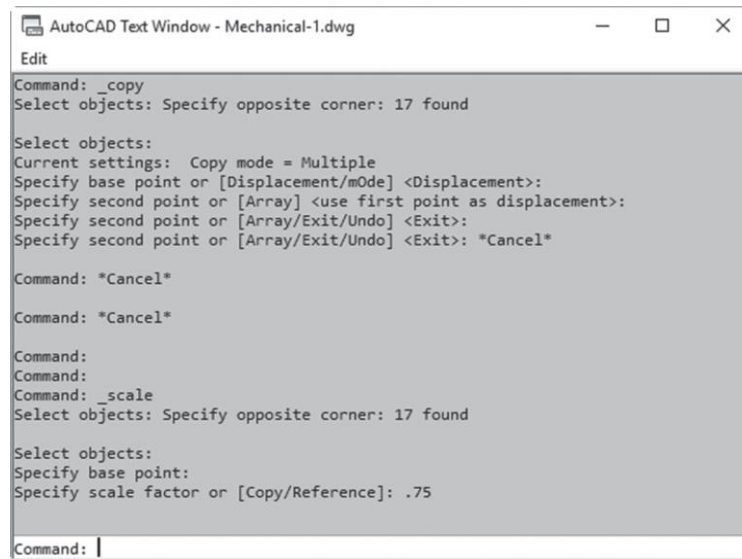 AutoCAD Text Window - Mechanical-1.dwg
Edit
Command: _copy
Select objects: Specify opposite corner: 17 found
Select objects:
Current settings:  Copy mode = Multiple
Specify base point or [Displacement/mOde] <Displacement>:
Specify second point or [Array] <use first point as displacement>:
Specify second point or [Array/Exit/Undo] <Exit>:
Specify second point or [Array/Exit/Undo] <Exit>: *Cancel*
Command: *Cancel*
Command: *Cancel*
Command:
Command:
Command: _scale
Select objects: Specify opposite corner: 17 found
Select objects:
Specify base point:
Specify scale factor or [Copy/Reference]: .75
Command: